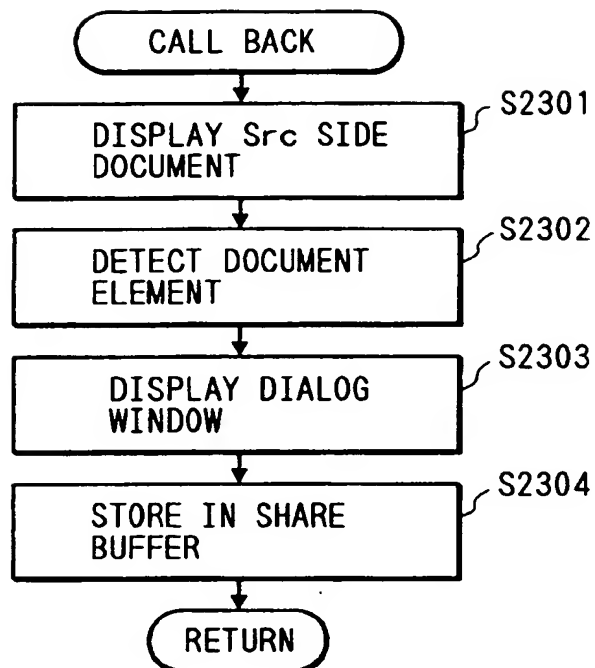 CALL BACK
S2301
DISPLAY Src SIDE
DOCUMENT
S2302
DETECT DOCUMENT
ELEMENT
S2303
DISPLAY DIALOG
WINDOW
S2304
STORE IN SHARE
BUFFER
RETURN